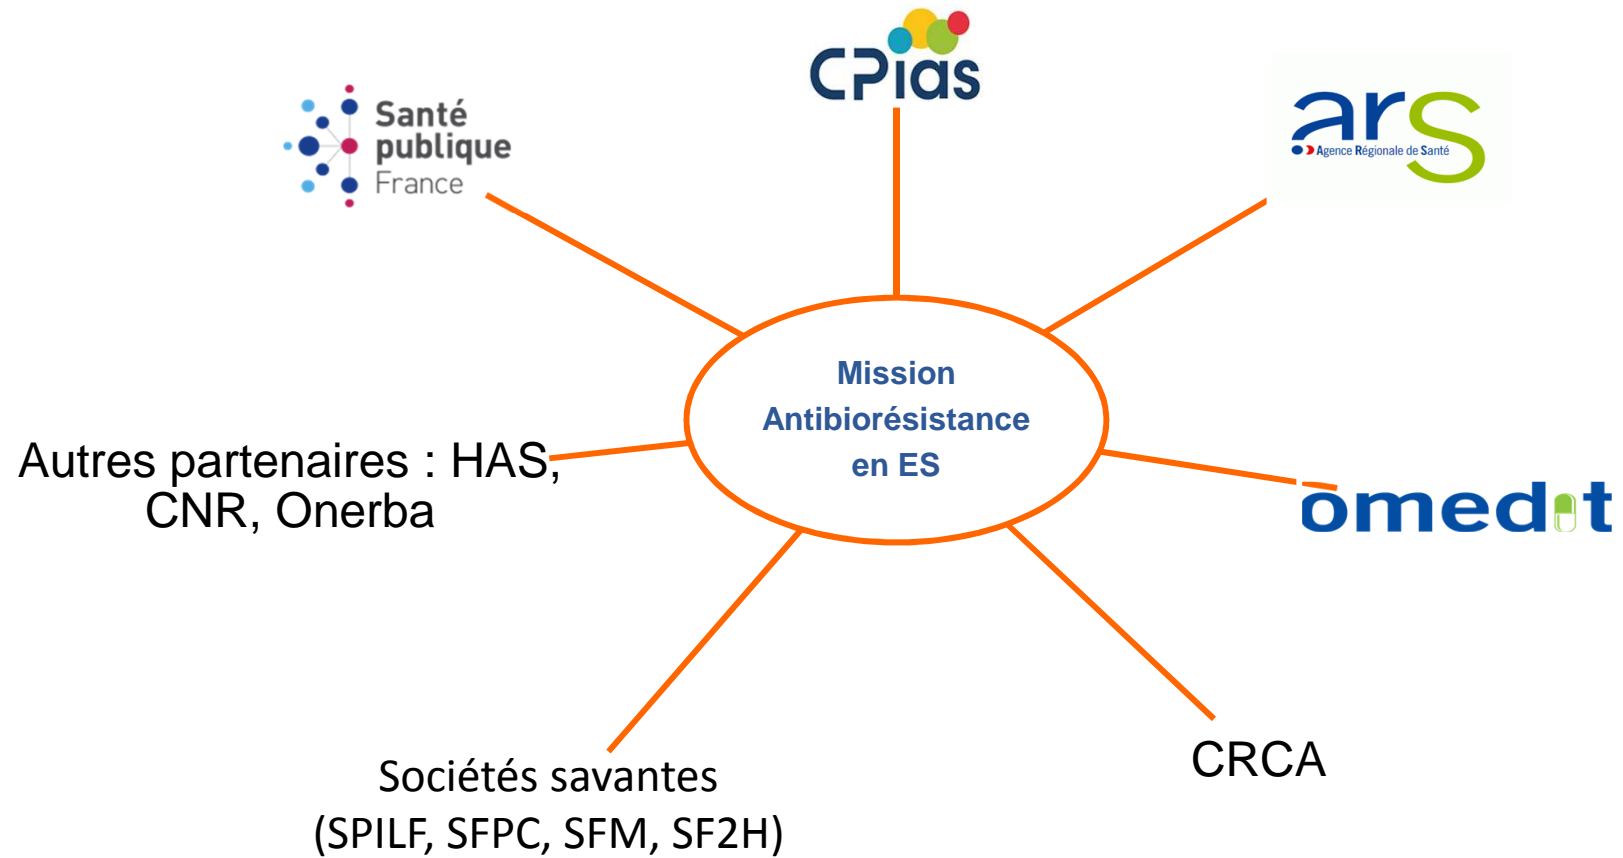 CPias
Santé
publique
France
ars
Agence Régionale de Santé
Mission
Antibiorésistance
en ES
Autres partenaires : HAS,
CNR, Onerba
omedit
CRCA
Sociétés savantes
(SPILF, SFPC, SFM, SF2H)